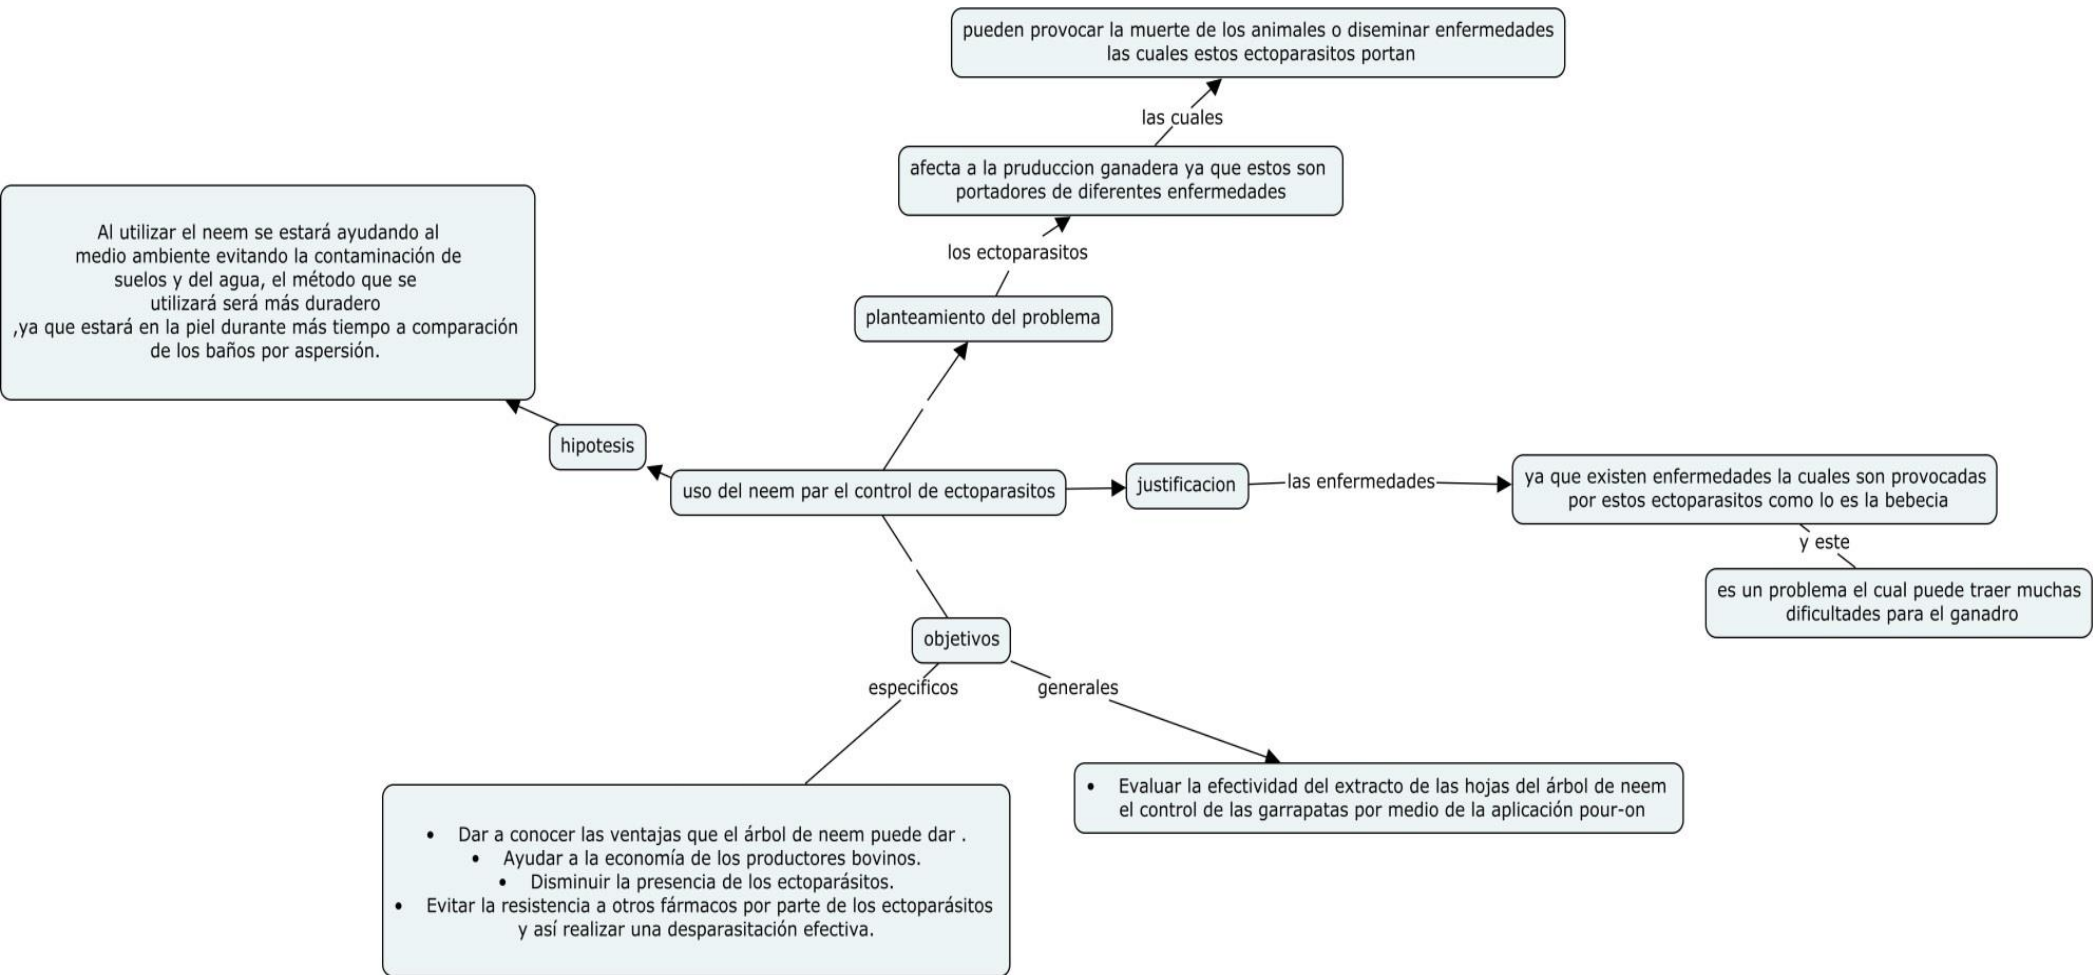 pueden provocar la muerte de los animales o diseminar enfermedades
las cuales estos ectoparasitos portan
las cuales
afecta a la pruduccion ganadera ya que estos son
portadores de diferentes enfermedades
los ectoparasitos
planteamiento del problema
Al utilizar el neem se estará ayudando al
medio ambiente evitando la contaminación de
suelos y del agua, el método que se
utilizará será más duradero
,ya que estará en la piel durante más tiempo a comparación
de los baños por aspersión.
hipotesis
uso del neem par el control de ectoparasitos
justificacion
las enfermedades
ya que existen enfermedades la cuales son provocadas
por estos ectoparasitos como lo es la bebecia
y este
es un problema el cual puede traer muchas
dificultades para el ganadro
objetivos
especificos
generales
• Evaluar la efectividad del extracto de las hojas del árbol de neem
el control de las garrapatas por medio de la aplicación pour-on
• Dar a conocer las ventajas que el árbol de neem puede dar .
• Ayudar a la economía de los productores bovinos.
• Disminuir la presencia de los ectoparásitos.
• Evitar la resistencia a otros fármacos por parte de los ectoparásitos
y así realizar una desparasitación efectiva.